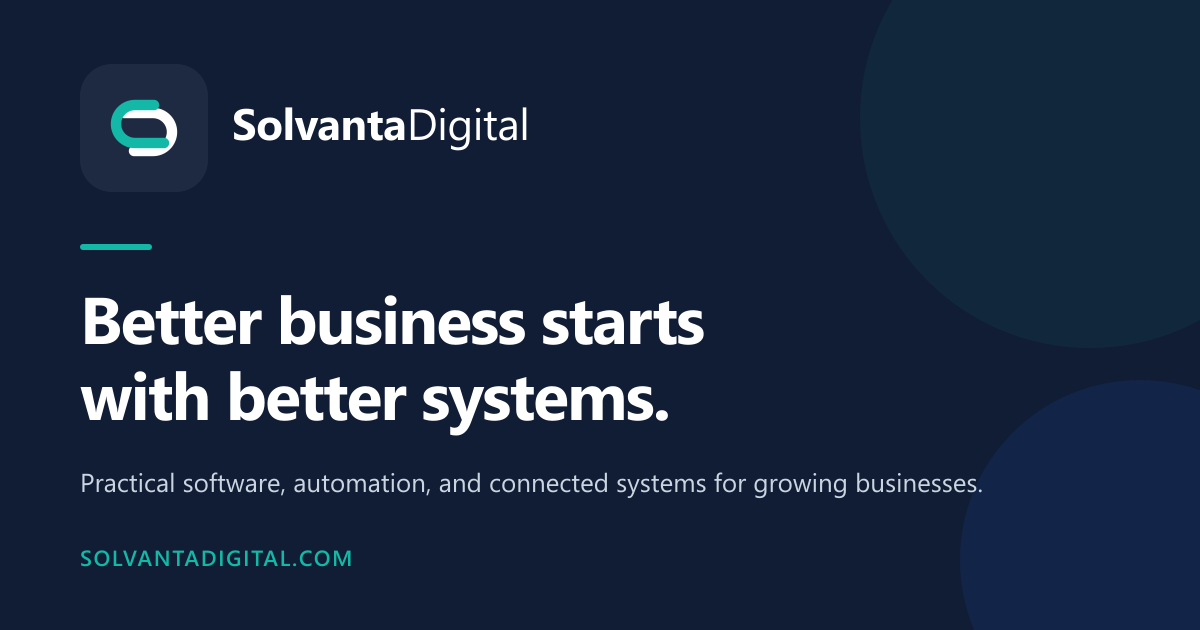 SolvantaDigital
Better business starts
with better systems.
Practical software, automation, and connected systems for growing businesses.
SOLVANTADIGITAL.COM